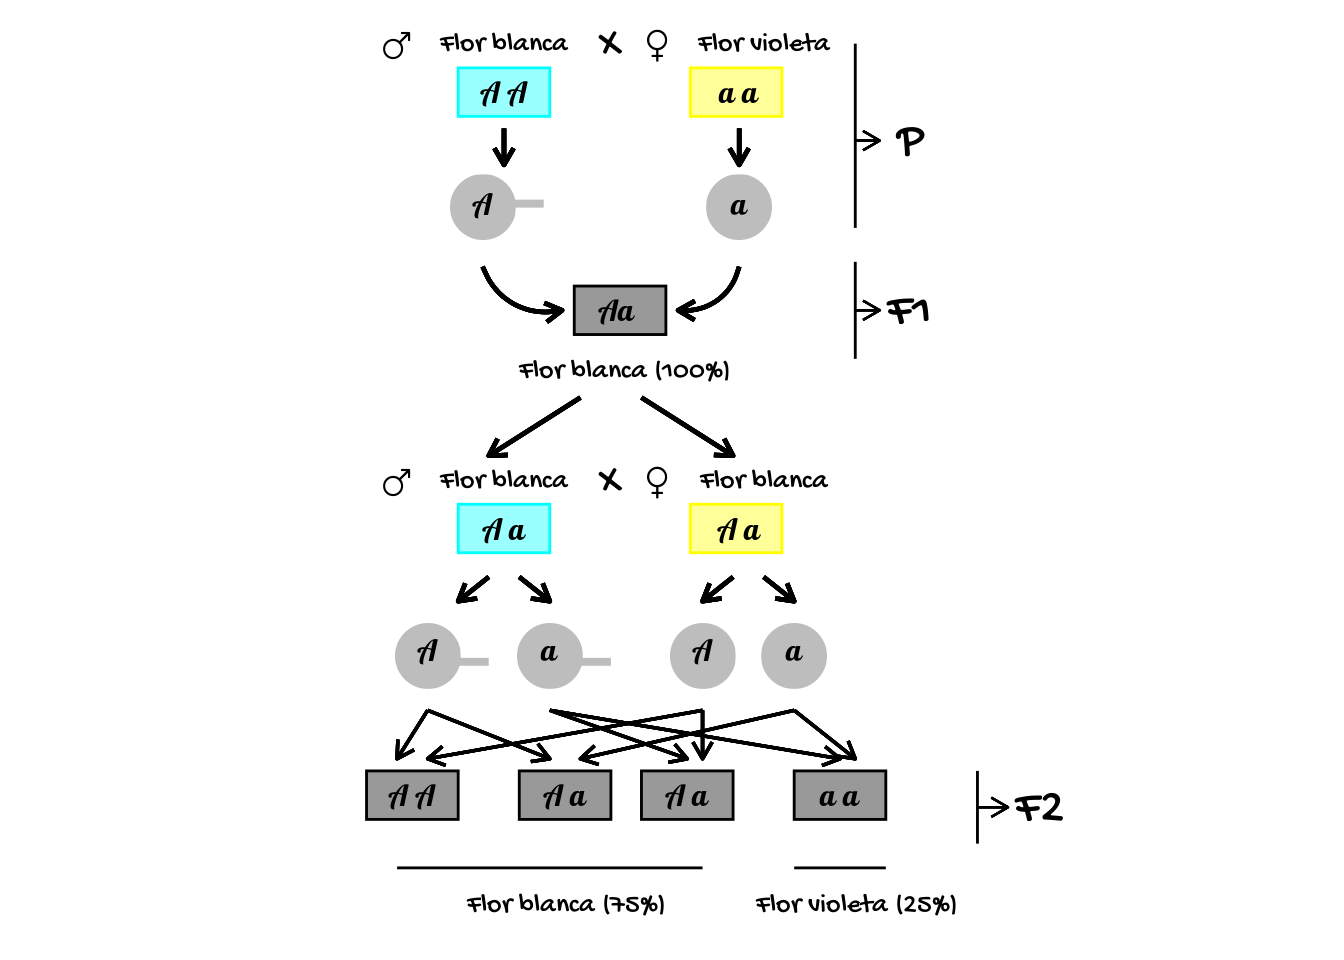 ♂ Flor blanca X ♀ Flor violeta
A A a a
P
A a
Aa
F1
Flor blanca (100%)
♂ Flor blanca X ♀ Flor blanca
A a A a
A a A a
A A A a A a a a
F2
Flor blanca (75%) Flor violeta (25%)